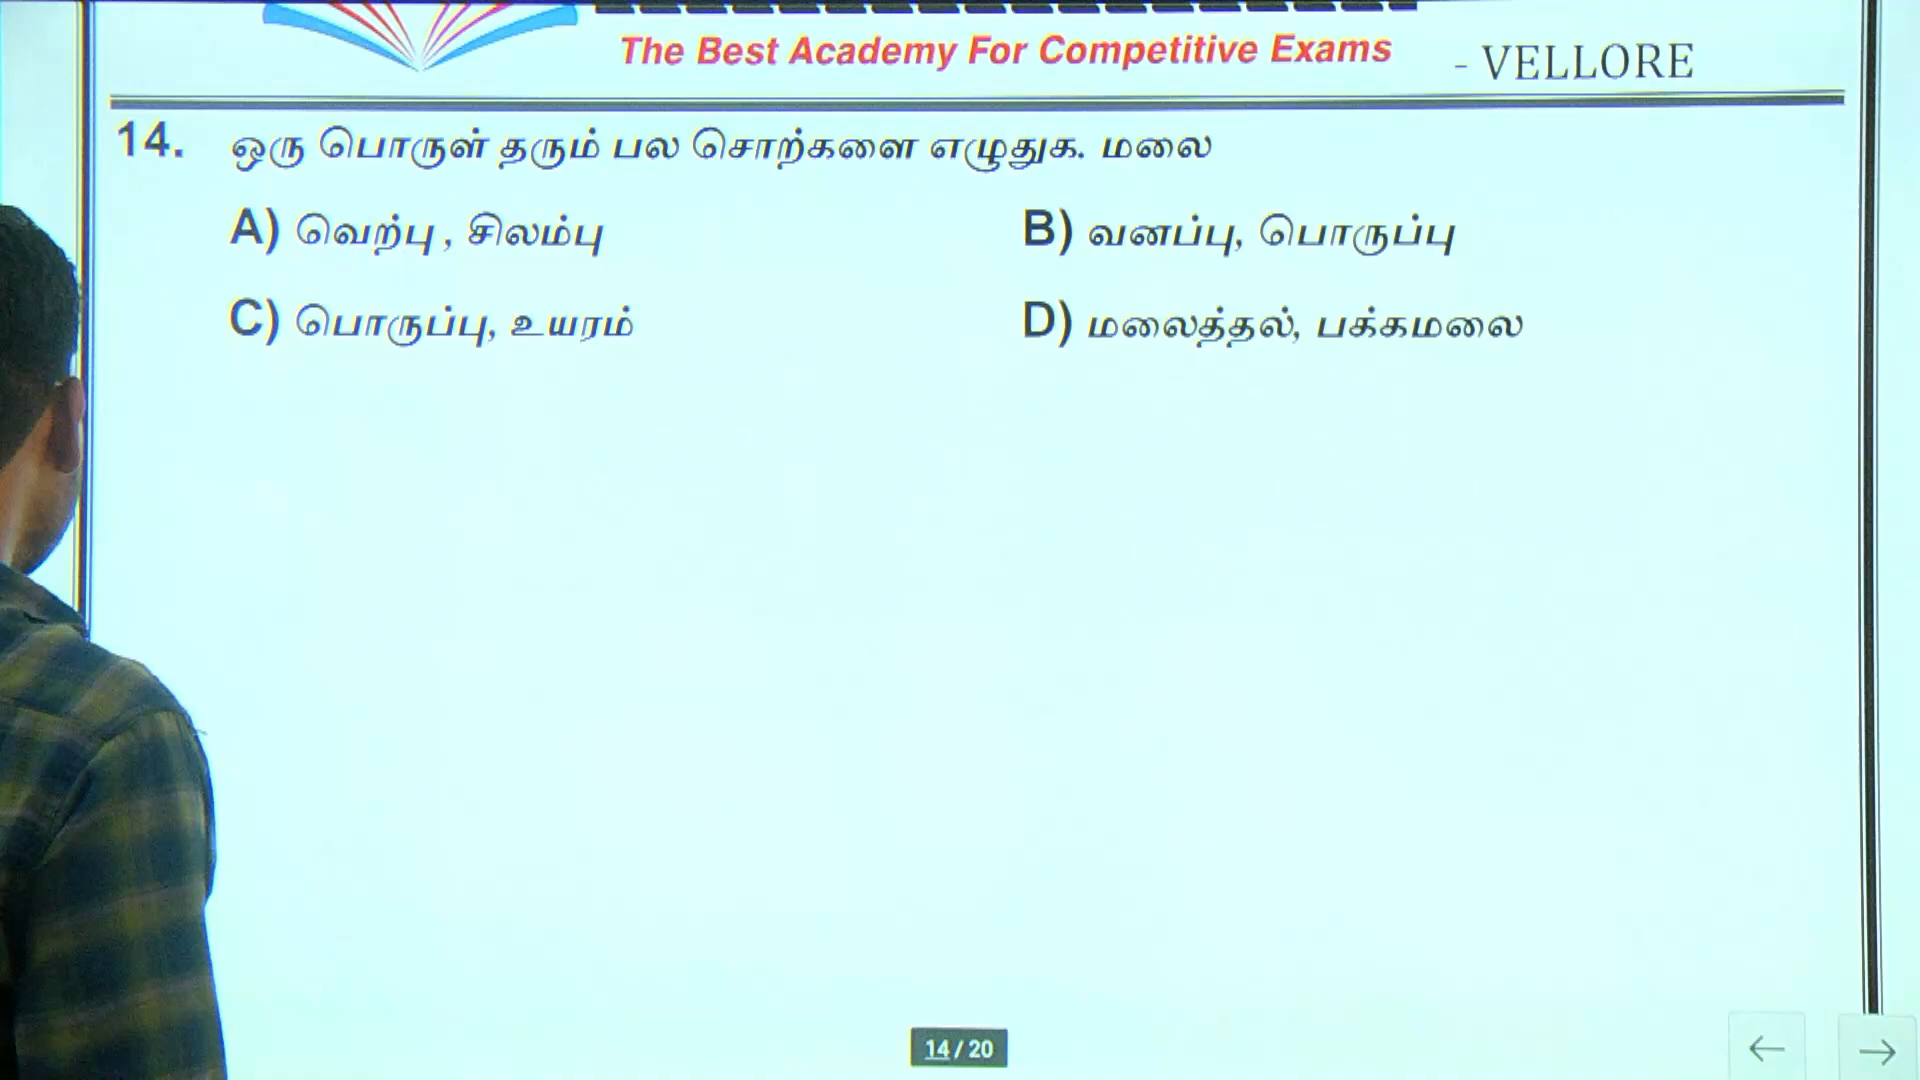 The Best Academy For Competitive Exams - VELLORE
14. ஒரு பொருள் தரும் பல சொற்களை எழுதுக. மலை
A) வெற்பு , சிலம்பு
B) வனப்பு, பொருப்பு
C) பொருப்பு, உயரம்
D) மலைத்தல், பக்கமலை
14 / 20